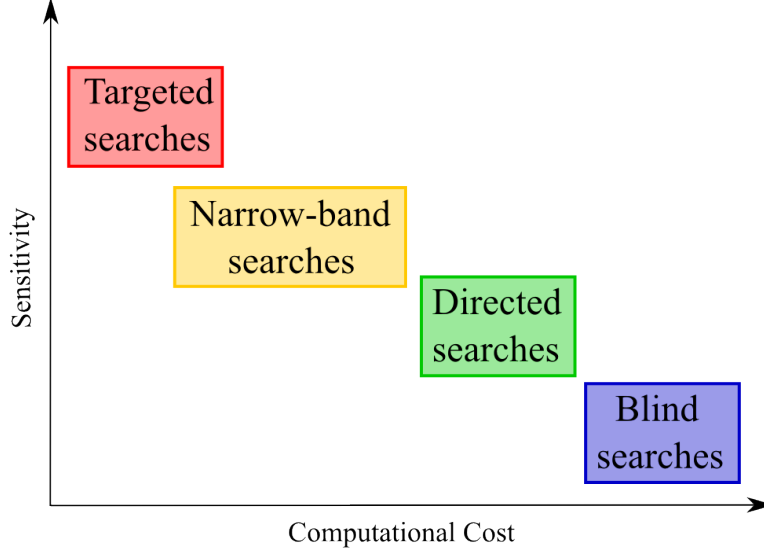 Targeted
searches
Narrow-band
searches
Directed
searches
Blind
searches
Sensitivity
Computational Cost